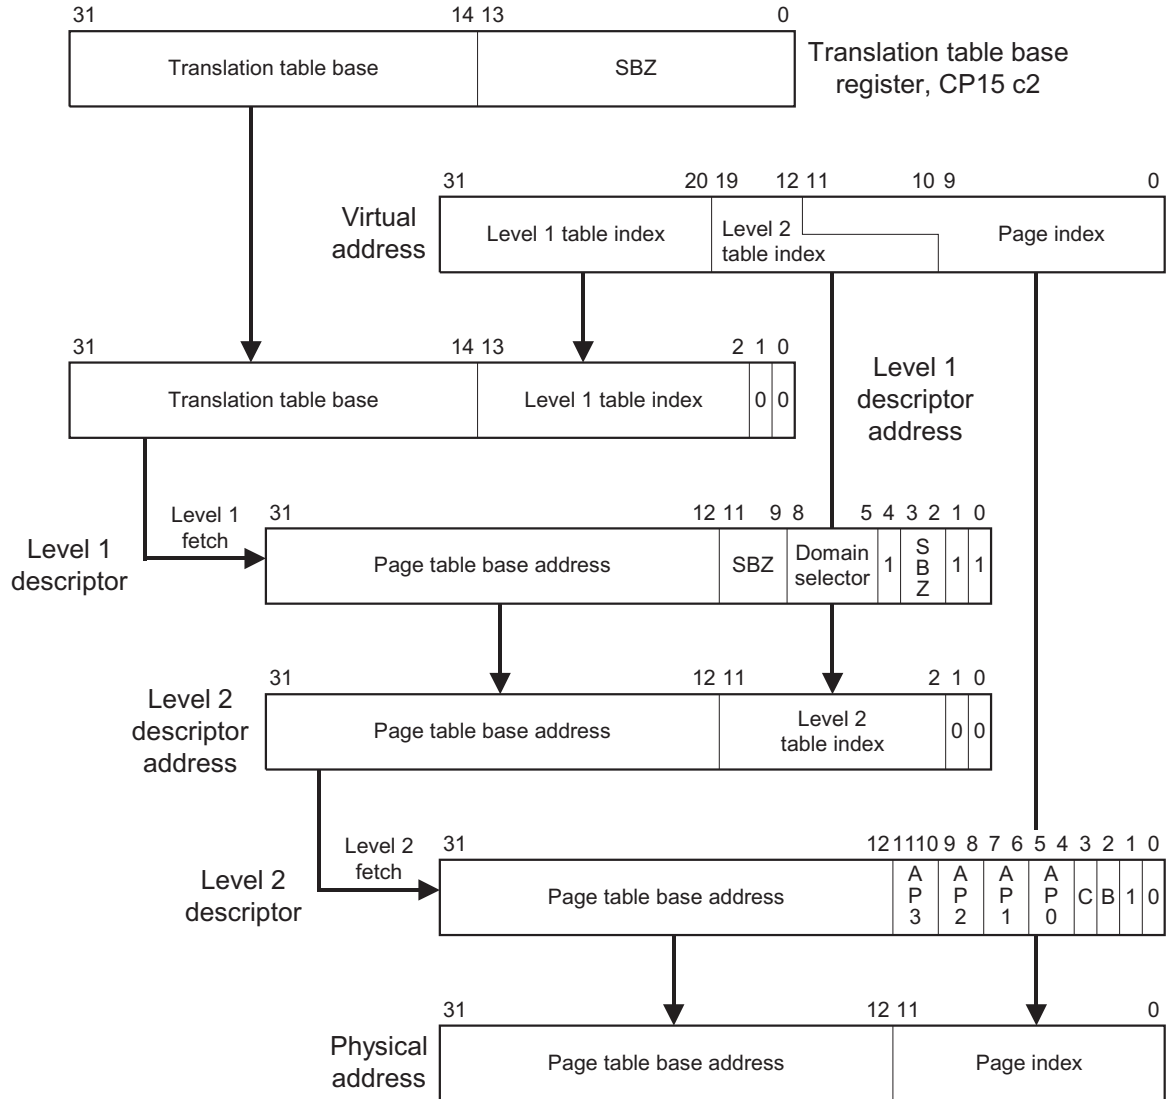 31 14 13 0
Translation table base SBZ
Translation table base
register, CP15 c2
31 20 19 12 11 10 9 0
Virtual
address
Level 1 table index
Level 2
table index
Page index
31 14 13 2 1 0
Translation table base Level 1 table index 0 0
Level 1
descriptor
address
Level 1
fetch
31 12 11 9 8 5 4 3 2 1 0
Level 1
descriptor
Page table base address SBZ
Domain
selector
1
S
B
Z
1 1
31 12 11 2 1 0
Level 2
descriptor
address
Page table base address
Level 2
table index
0 0
Level 2
fetch
31 12 11 10 9 8 7 6 5 4 3 2 1 0
Level 2
descriptor
Page table base address
A
P
3
A
P
2
A
P
1
A
P
0
C B 1 0
31 12 11 0
Physical
address
Page table base address Page index